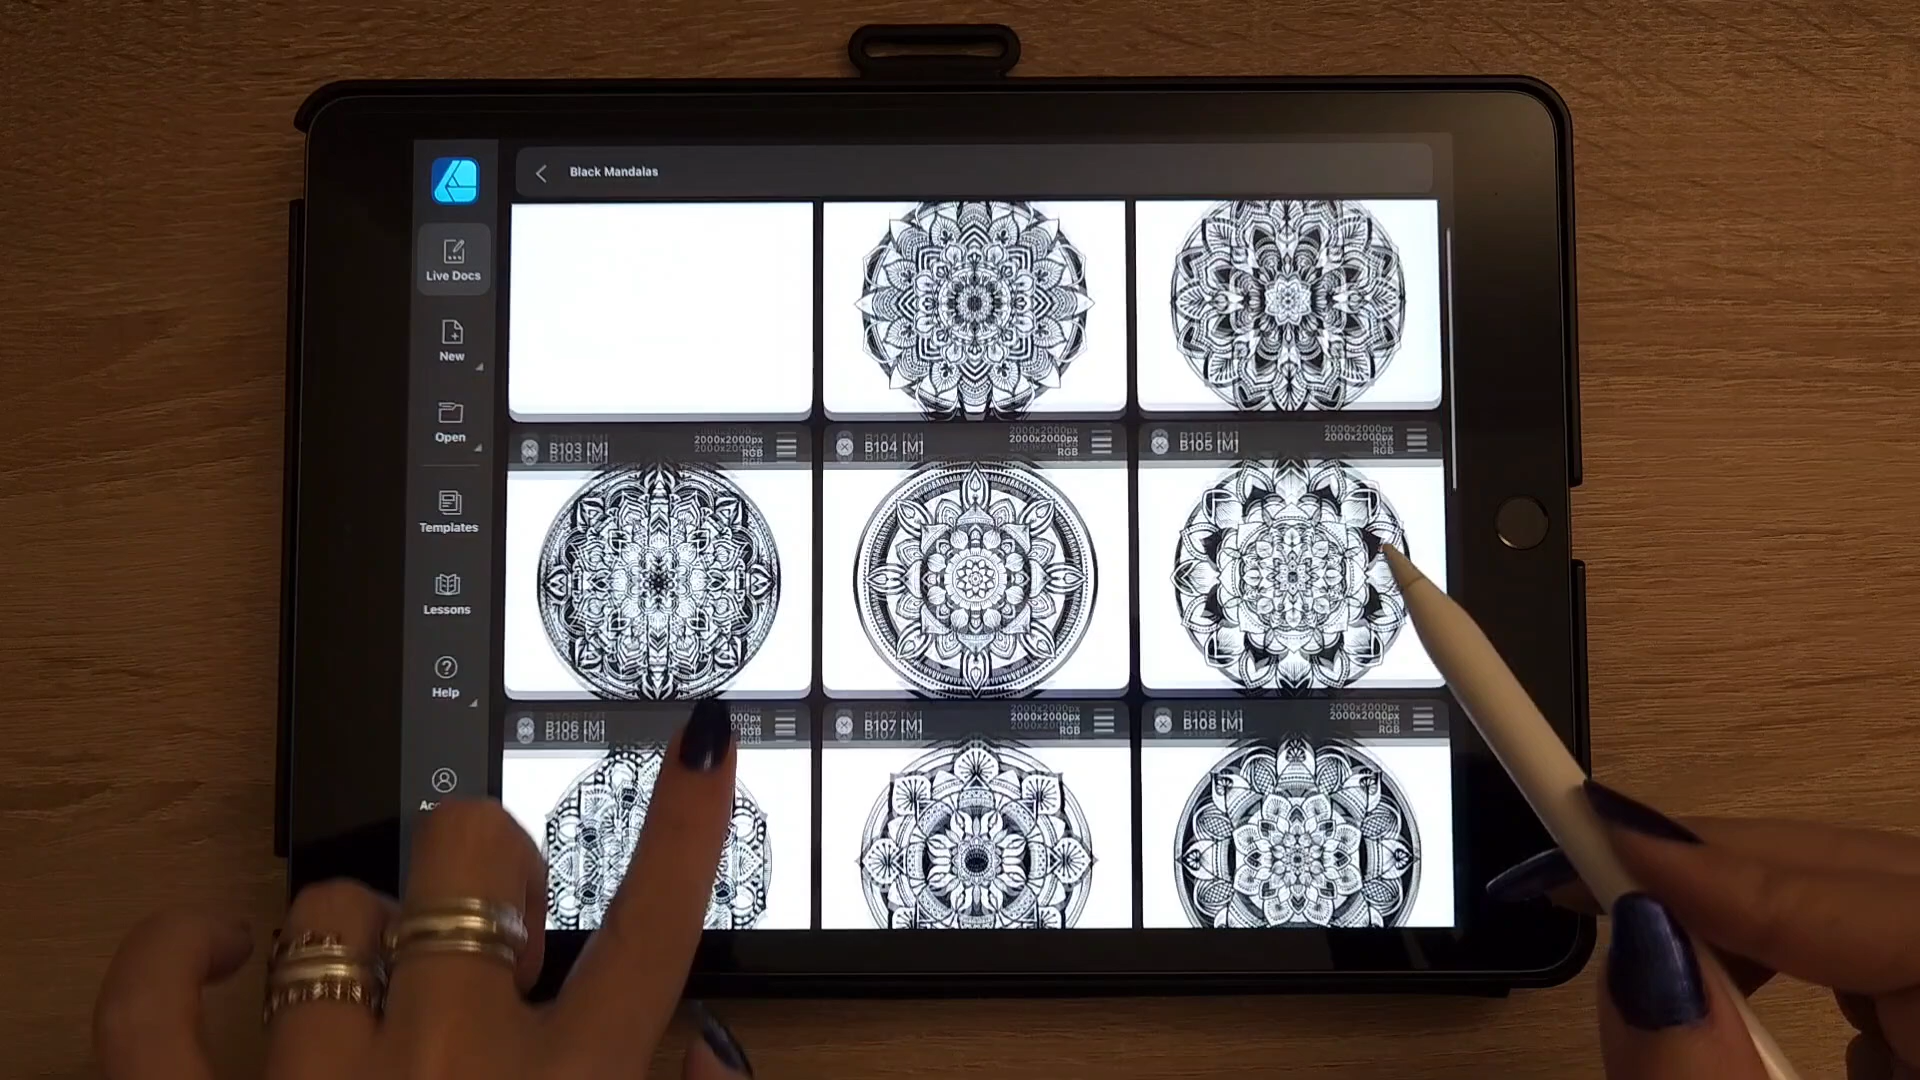 Black Mandalas
Live Docs
New
Open
Templates
Lessons
Help
B103 [M]
2000x2000px
RGB
B104 [M]
2000x2000px
RGB
B105 [M]
2000x2000px
RGB
B106 [M]
RGB
B107 [M]
2000x2000px
RGB
B108 [M]
2000x2000px
RGB